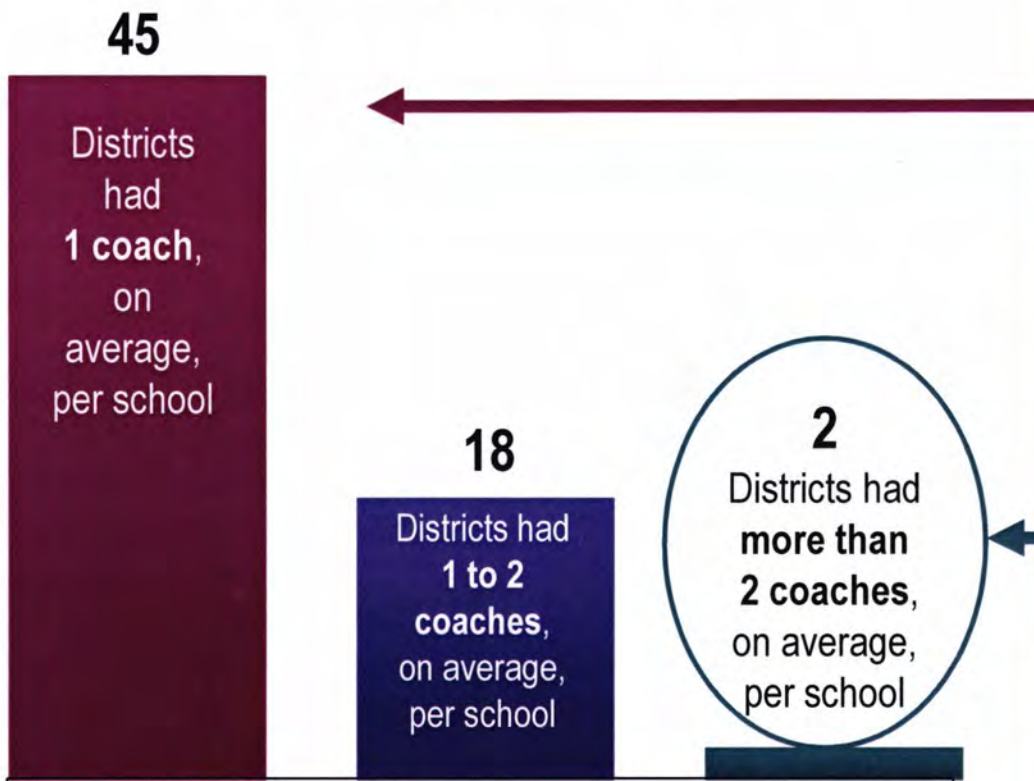 45
Districts
had
1 coach,
on
average,
per school
18
Districts had
1 to 2
coaches,
on average,
per school
2
Districts had
more than
2 coaches,
on average,
per school